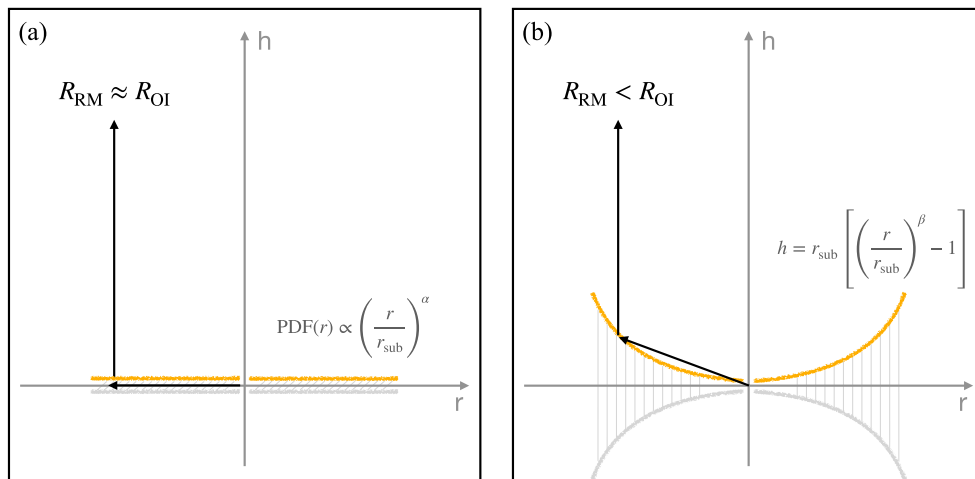 (a)
h
R_RM ≈ R_OI
PDF(r) ∝ (r / r_sub)^α
r
(b)
h
R_RM < R_OI
h = r_sub [(r / r_sub)^β − 1]
r